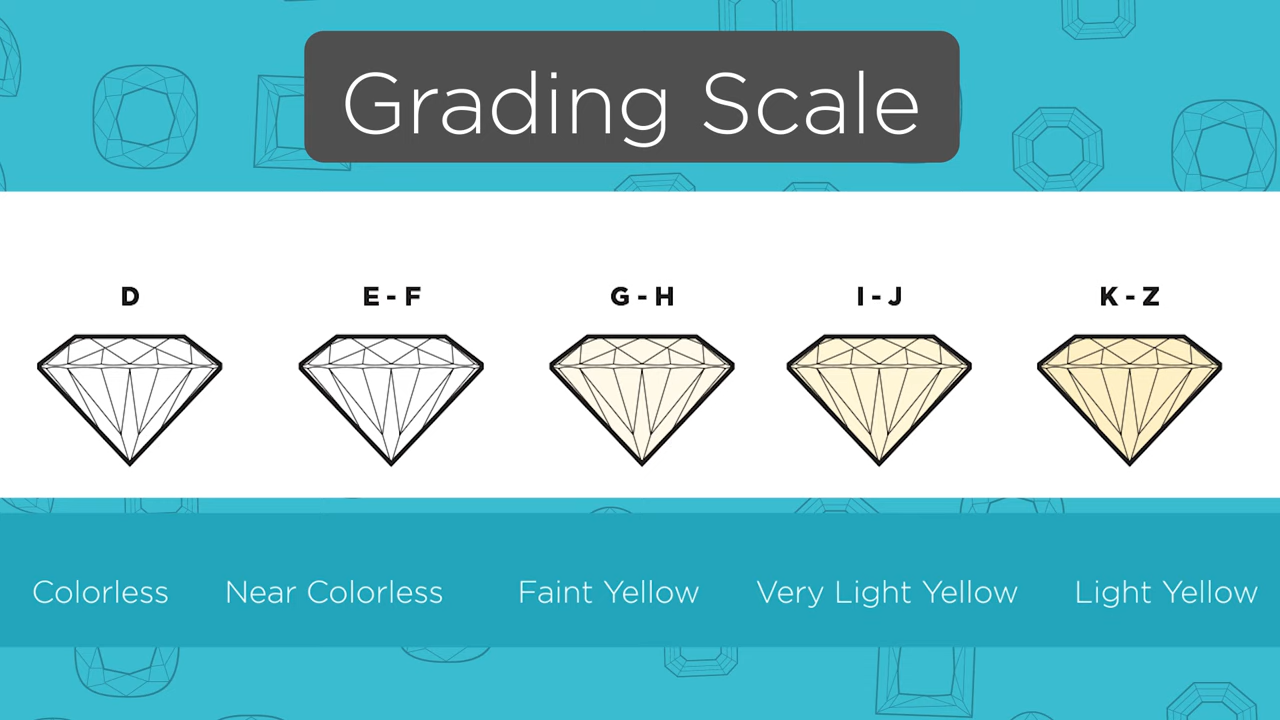 Grading Scale
D E - F G - H I - J K - Z
Colorless Near Colorless Faint Yellow Very Light Yellow Light Yellow